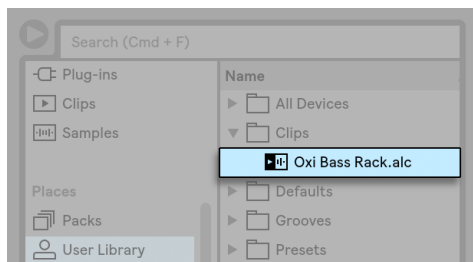 Search (Cmd + F)
Plug-ins
Clips
Samples
Places
Packs
User Library
Name
All Devices
Clips
Oxi Bass Rack.alc
Defaults
Grooves
Presets